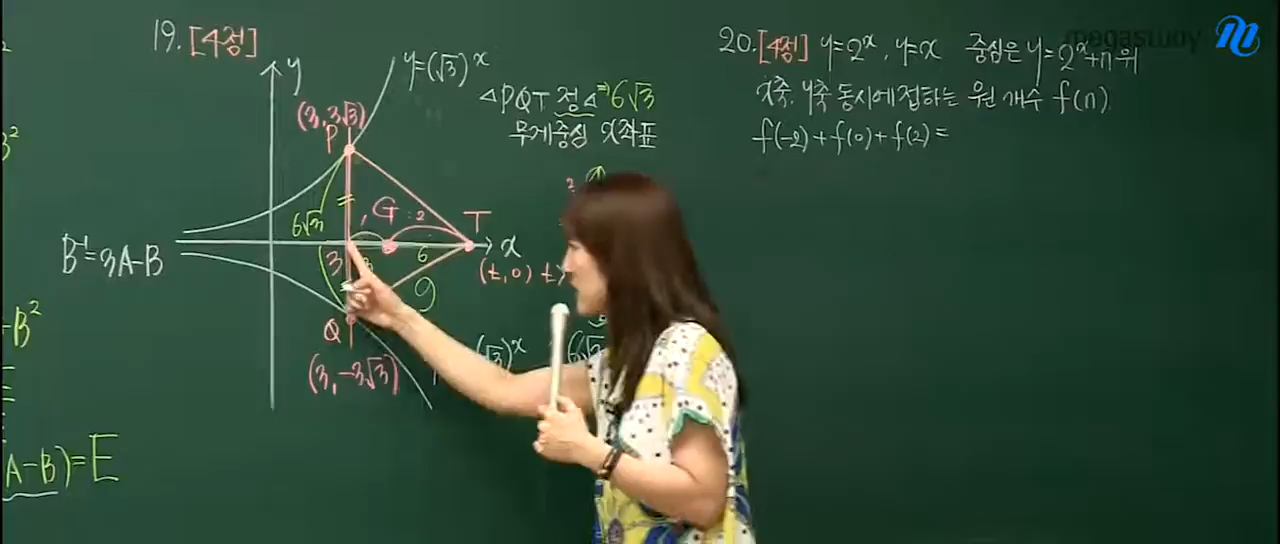 19. [4점]
y
y=(√3)^x
(3, 3√3)
P
△PQT 정△⇒6√3
무게중심 x좌표
6√3
G
1 : 2
T
x
3
6
(t, 0)
9
Q
(3, -3√3)
(√3)^x
B⁻¹=3A-B
B²
-B²
(A-B)=E
20. [4점] y=2^x, y=x 중심은 y=2^x+n 위
x축, y축 동시에 접하는 원 개수 f(n)
f(-2)+f(0)+f(2)=
megastudy